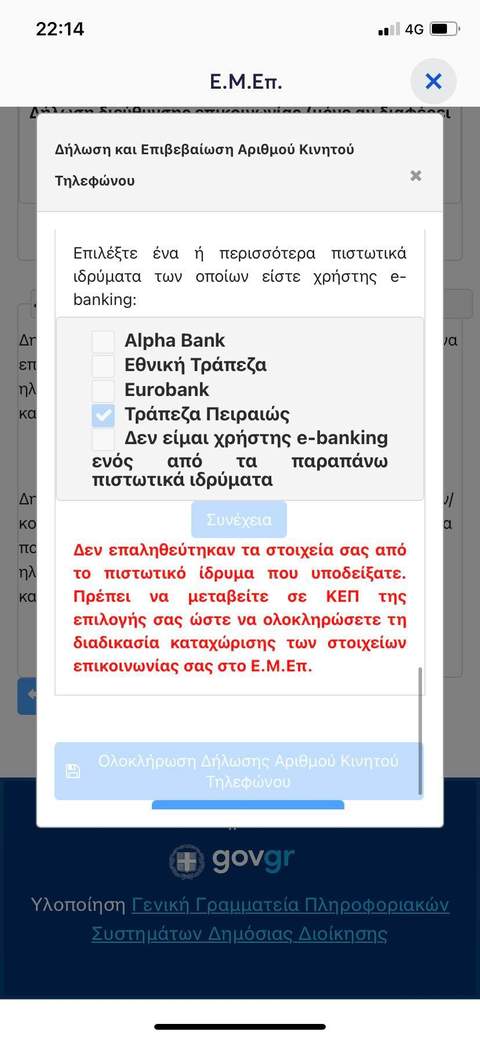 22:14
4G
Ε.Μ.Επ.
Δήλωση και Επιβεβαίωση Αριθμού Κινητού
Τηλεφώνου
Επιλέξτε ένα ή περισσότερα πιστωτικά
ιδρύματα των οποίων είστε χρήστης e-
banking:
Alpha Bank
Εθνική Τράπεζα
Eurobank
Τράπεζα Πειραιώς
Δεν είμαι χρήστης e-banking
ενός από τα παραπάνω
πιστωτικά ιδρύματα
Συνέχεια
Δεν επαληθεύτηκαν τα στοιχεία σας από
το πιστωτικό ίδρυμα που υποδείξατε.
Πρέπει να μεταβείτε σε ΚΕΠ της
επιλογής σας ώστε να ολοκληρώσετε τη
διαδικασία καταχώρισης των στοιχείων
επικοινωνίας σας στο Ε.Μ.Επ.
Ολοκλήρωση Δήλωσης Αριθμού Κινητού
Τηλεφώνου
govgr
Υλοποίηση Γενική Γραμματεία Πληροφοριακών
Συστημάτων Δημόσιας Διοίκησης